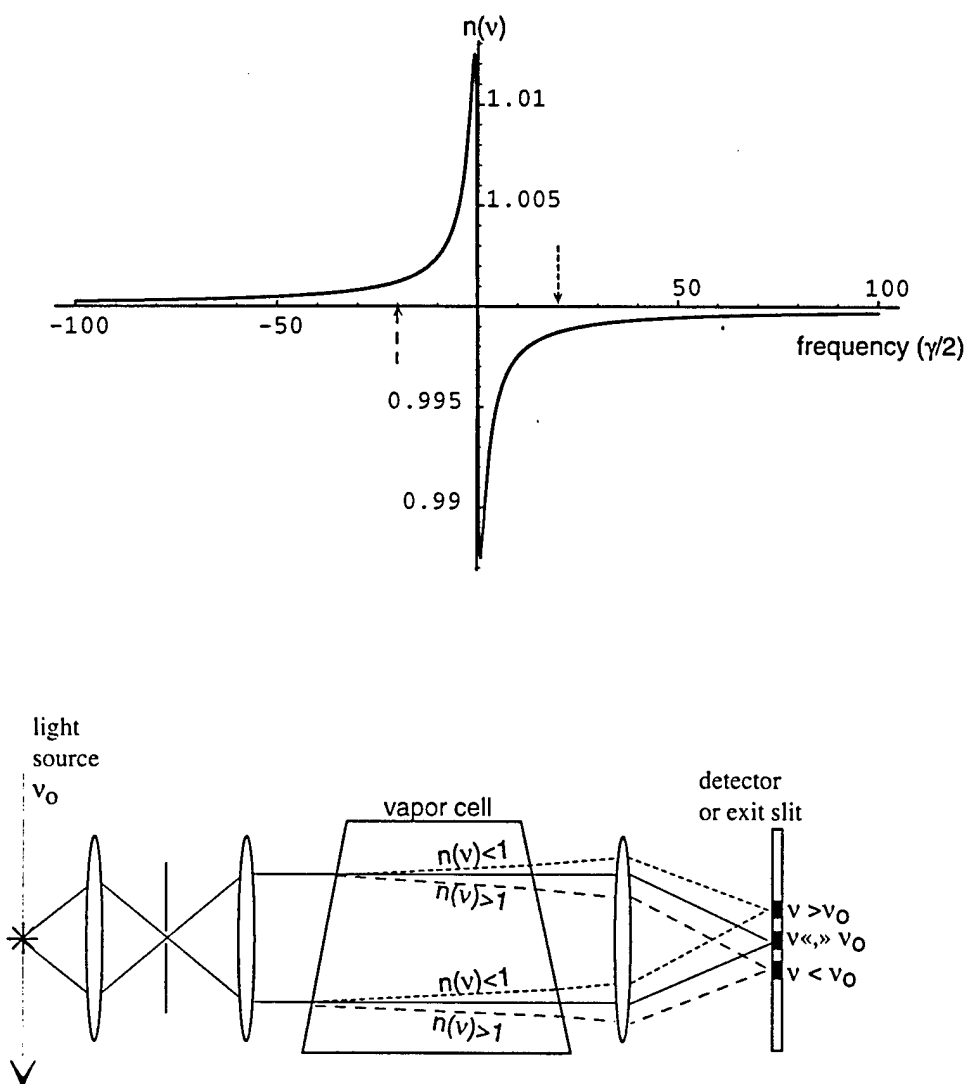 n(ν)
1.01
1.005
-100
-50
50
100
frequency (γ/2)
0.995
0.99
light
source
ν₀
vapor cell
detector
or exit slit
n(ν)<1
n(ν)>1
ν >ν₀
ν«,» ν₀
ν < ν₀
n(ν)<1
n(ν)>1